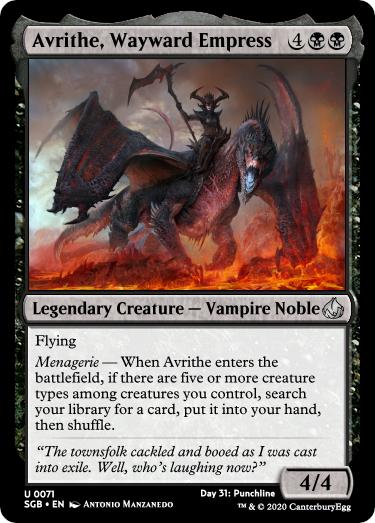 Avrithe, Wayward Empress 4
Legendary Creature — Vampire Noble
Flying
Menagerie — When Avrithe enters the
battlefield, if there are five or more creature
types among creatures you control, search
your library for a card, put it into your hand,
then shuffle.
“The townsfolk cackled and booed as I was cast
into exile. Well, who’s laughing now?”
4/4
U 0071
SGB • EN Antonio Manzanedo
Day 31: Punchline
™ & © 2020 CanterburyEgg